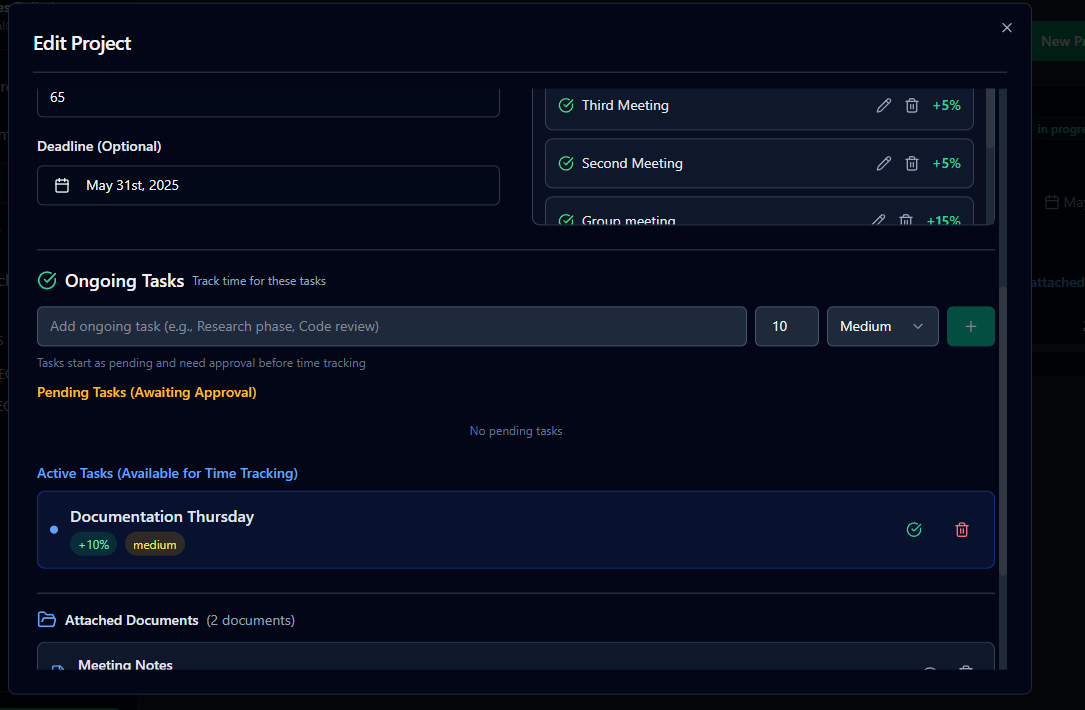 Edit Project
New Pr
65
Third Meeting
+5%
in progre
Deadline (Optional)
Second Meeting
+5%
May 31st, 2025
May
Group meeting
+15%
Ongoing Tasks Track time for these tasks
attached
Add ongoing task (e.g., Research phase, Code review)
10
Medium
Tasks start as pending and need approval before time tracking
Pending Tasks (Awaiting Approval)
No pending tasks
Active Tasks (Available for Time Tracking)
Documentation Thursday
+10%
medium
Attached Documents (2 documents)
Meeting Notes